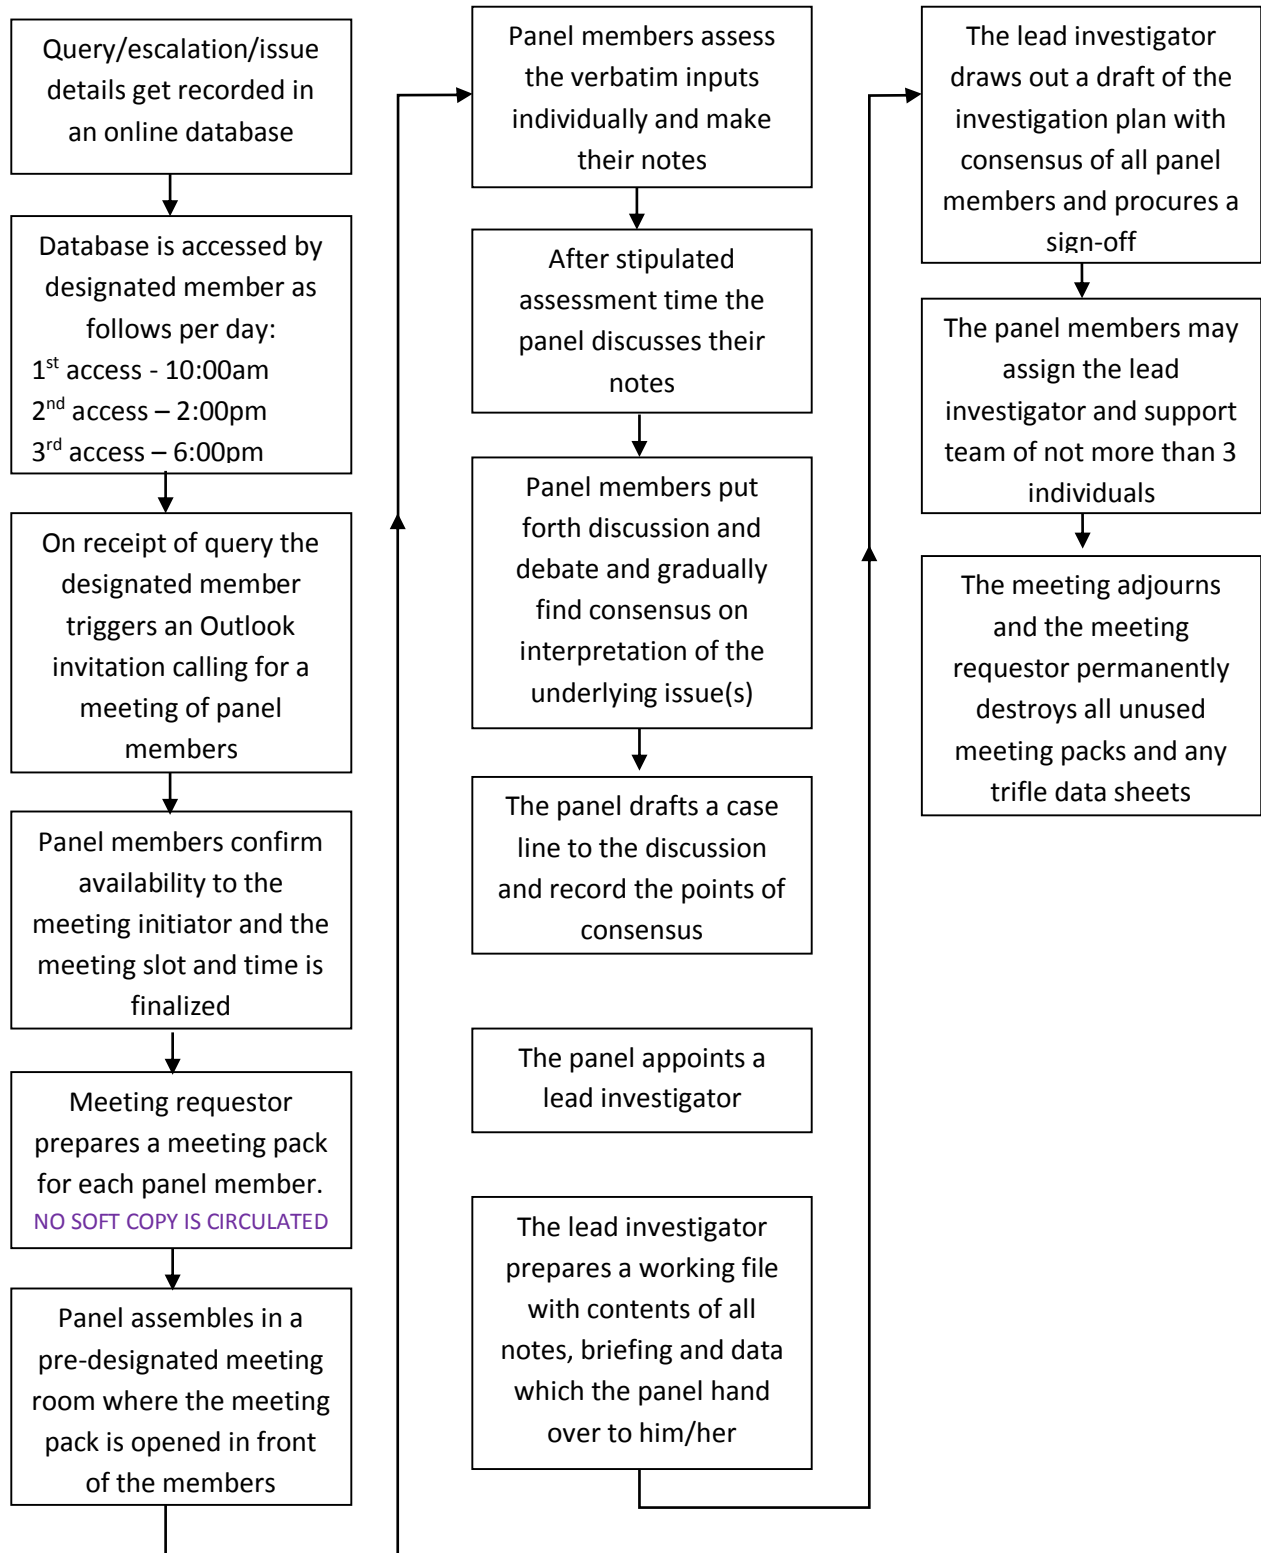 Query/escalation/issue
details get recorded in
an online database
Database is accessed by
designated member as
follows per day:
1st access - 10:00am
2nd access – 2:00pm
3rd access – 6:00pm
On receipt of query the
designated member
triggers an Outlook
invitation calling for a
meeting of panel
members
Panel members confirm
availability to the
meeting initiator and the
meeting slot and time is
finalized
Meeting requestor
prepares a meeting pack
for each panel member.
NO SOFT COPY IS CIRCULATED
Panel assembles in a
pre-designated meeting
room where the meeting
pack is opened in front
of the members
Panel members assess
the verbatim inputs
individually and make
their notes
After stipulated
assessment time the
panel discusses their
notes
Panel members put
forth discussion and
debate and gradually
find consensus on
interpretation of the
underlying issue(s)
The panel drafts a case
line to the discussion
and record the points of
consensus
The panel appoints a
lead investigator
The lead investigator
prepares a working file
with contents of all
notes, briefing and data
which the panel hand
over to him/her
The lead investigator
draws out a draft of the
investigation plan with
consensus of all panel
members and procures a
sign-off
The panel members may
assign the lead
investigator and support
team of not more than 3
individuals
The meeting adjourns
and the meeting
requestor permanently
destroys all unused
meeting packs and any
trifle data sheets